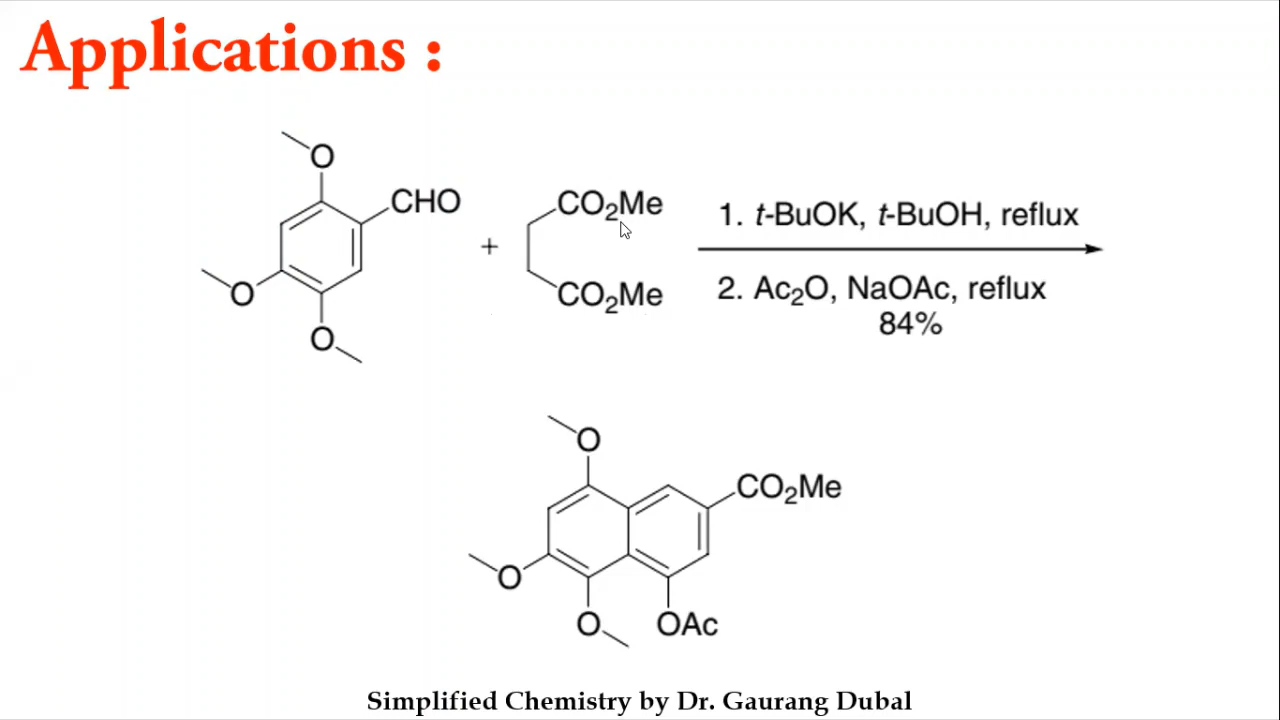 Applications :
O
CHO
O
O
+
CO₂Me
CO₂Me
1. t-BuOK, t-BuOH, reflux
2. Ac₂O, NaOAc, reflux
84%
O
CO₂Me
O
O
OAc
Simplified Chemistry by Dr. Gaurang Dubal